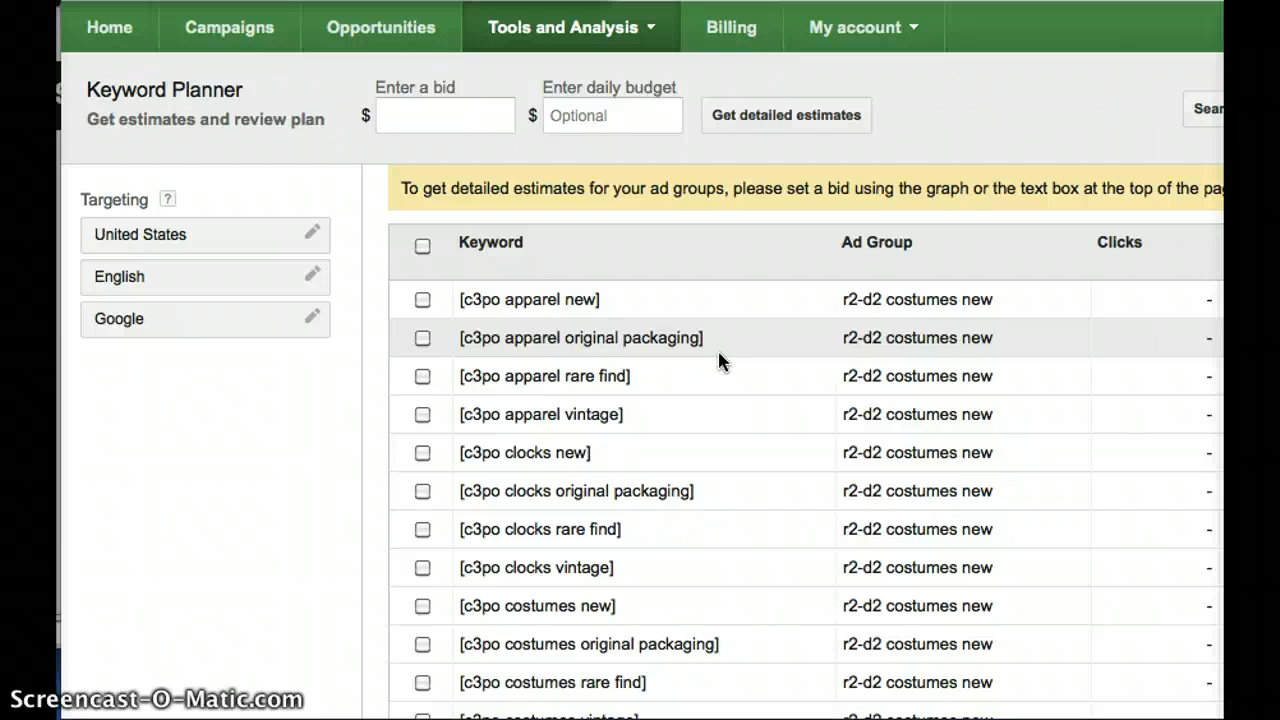 Home Campaigns Opportunities Tools and Analysis Billing My account
Keyword Planner
Get estimates and review plan
Enter a bid
$
Enter daily budget
$ Optional
Get detailed estimates
Sear
Targeting ?
United States
English
Google
To get detailed estimates for your ad groups, please set a bid using the graph or the text box at the top of the pa
Keyword Ad Group Clicks
[c3po apparel new] r2-d2 costumes new -
[c3po apparel original packaging] r2-d2 costumes new -
[c3po apparel rare find] r2-d2 costumes new -
[c3po apparel vintage] r2-d2 costumes new -
[c3po clocks new] r2-d2 costumes new -
[c3po clocks original packaging] r2-d2 costumes new -
[c3po clocks rare find] r2-d2 costumes new -
[c3po clocks vintage] r2-d2 costumes new -
[c3po costumes new] r2-d2 costumes new -
[c3po costumes original packaging] r2-d2 costumes new -
[c3po costumes rare find] r2-d2 costumes new -
Screencast-O-Matic.com